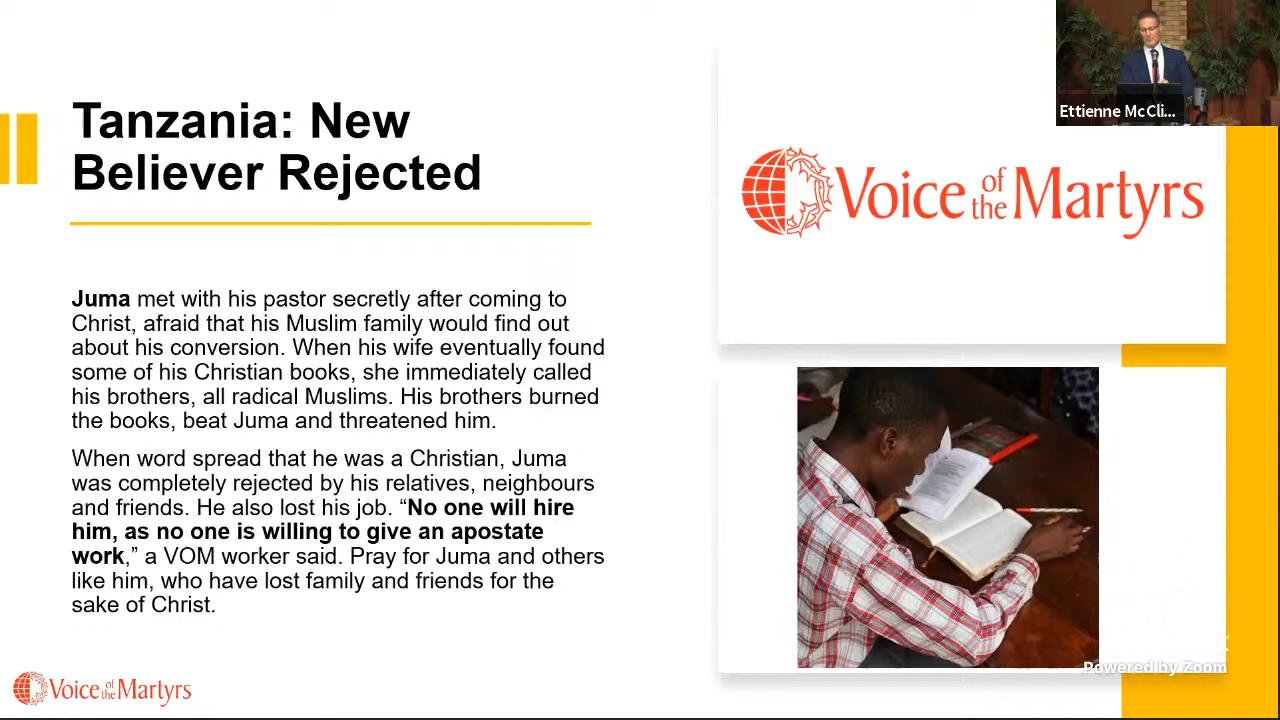 Tanzania: New
Believer Rejected
Juma met with his pastor secretly after coming to
Christ, afraid that his Muslim family would find out
about his conversion. When his wife eventually found
some of his Christian books, she immediately called
his brothers, all radical Muslims. His brothers burned
the books, beat Juma and threatened him.
When word spread that he was a Christian, Juma
was completely rejected by his relatives, neighbours
and friends. He also lost his job. “No one will hire
him, as no one is willing to give an apostate
work,” a VOM worker said. Pray for Juma and others
like him, who have lost family and friends for the
sake of Christ.
Voice of the Martyrs
Ettienne McCli...
Voice of the Martyrs
Powered by Zoom